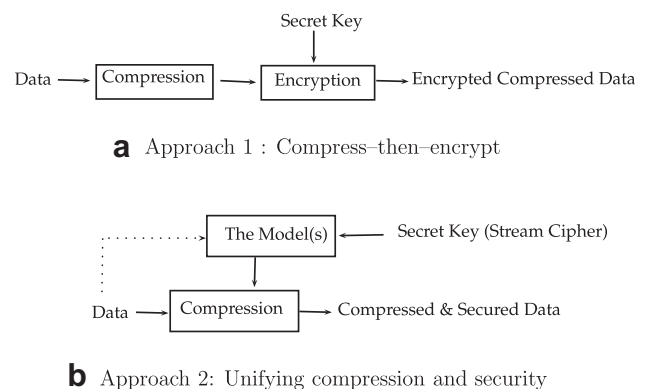 Secret Key
Data
Compression
Encryption
Encrypted Compressed Data
a Approach 1 : Compress–then–encrypt
The Model(s)
Secret Key (Stream Cipher)
Data
Compression
Compressed & Secured Data
b Approach 2: Unifying compression and security